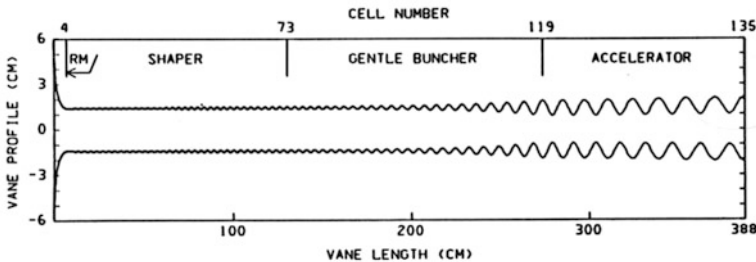 CELL NUMBER
4 73 119 135
RM SHAPER GENTLE BUNCHER ACCELERATOR
VANE PROFILE (CM)
6
3
0
-3
-6
100 200 300 388
VANE LENGTH (CM)